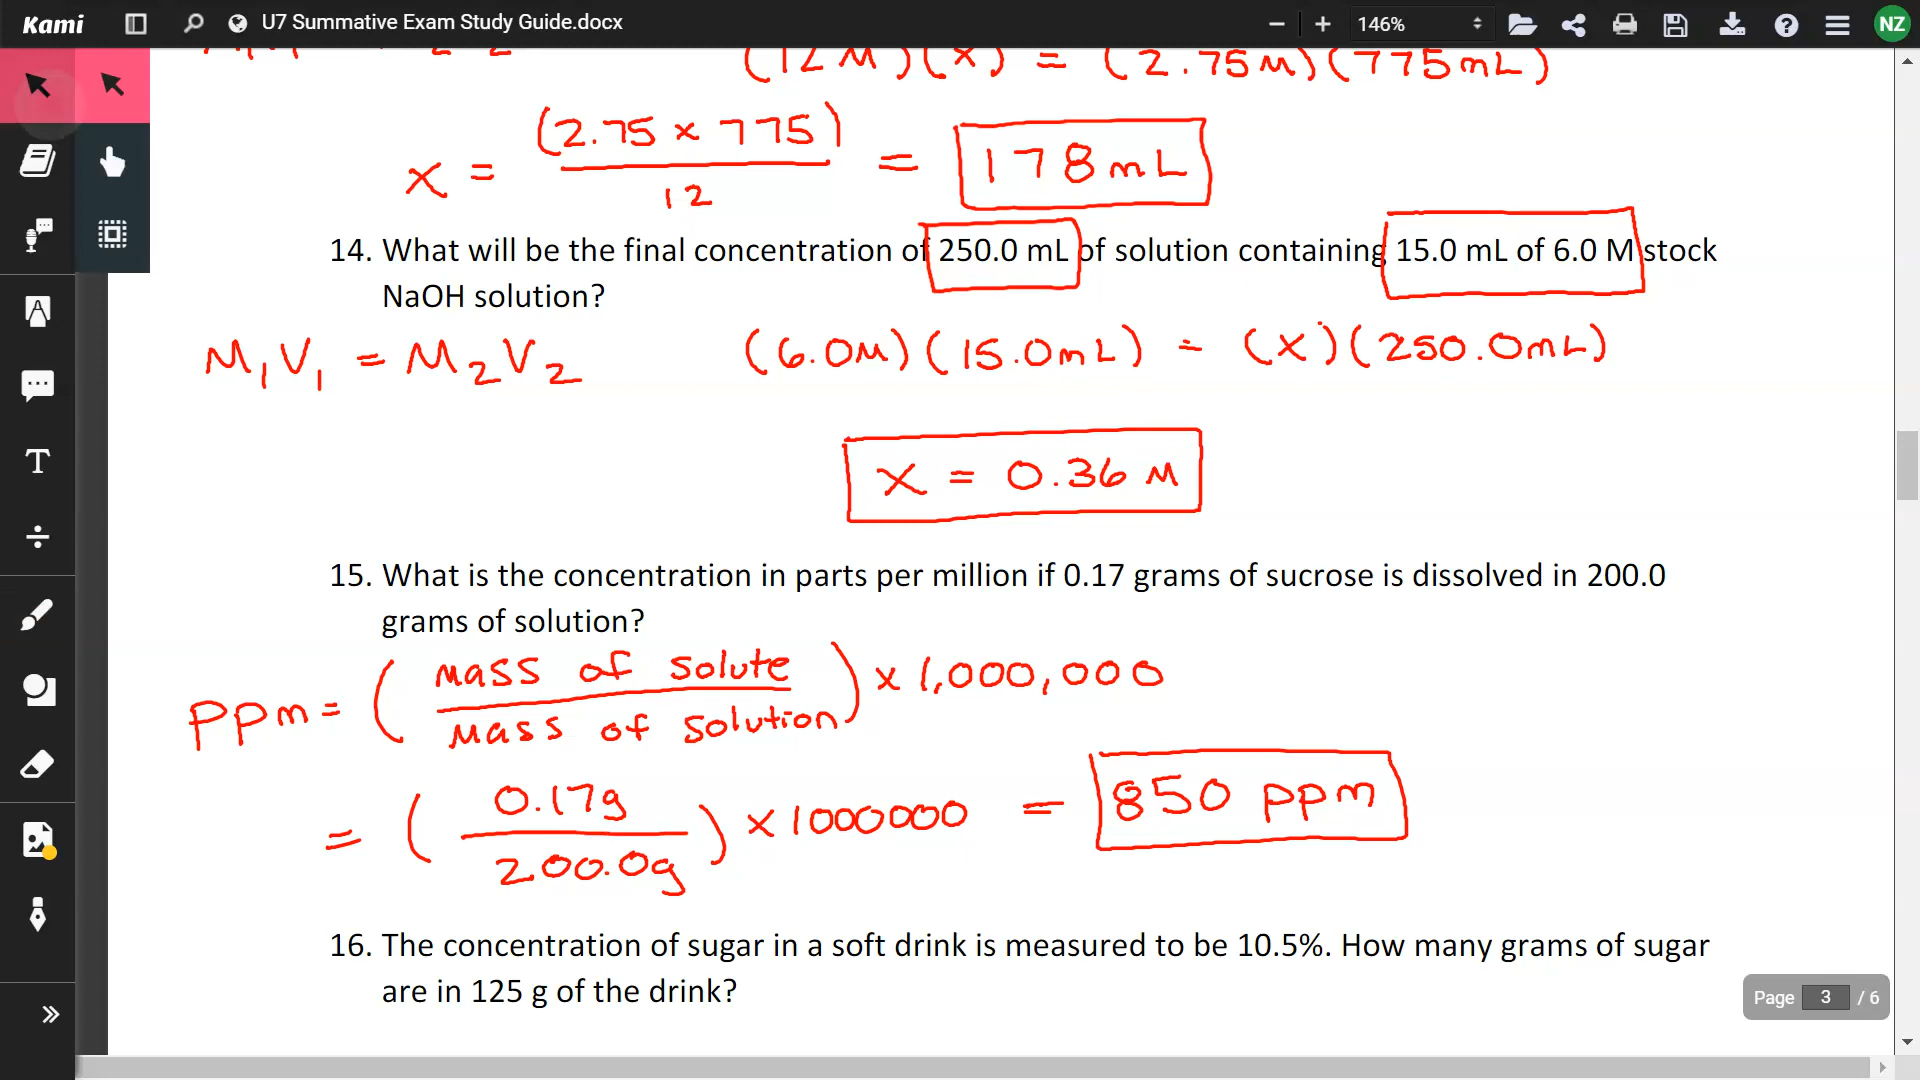 Kami U7 Summative Exam Study Guide.docx 146% NZ
(12 M)(x) = (2.75M)(775mL)
x = (2.75 x 775) / 12 = 178 mL
14. What will be the final concentration of 250.0 mL of solution containing 15.0 mL of 6.0 M stock
NaOH solution?
M₁V₁ = M₂V₂ (6.0M)(15.0mL) = (x)(250.0mL)
x = 0.36 M
15. What is the concentration in parts per million if 0.17 grams of sucrose is dissolved in 200.0
grams of solution?
ppm = (mass of solute / mass of solution) x 1,000,000
= (0.17g / 200.0g) x 1000000 = 850 ppm
16. The concentration of sugar in a soft drink is measured to be 10.5%. How many grams of sugar
are in 125 g of the drink?
Page 3 / 6